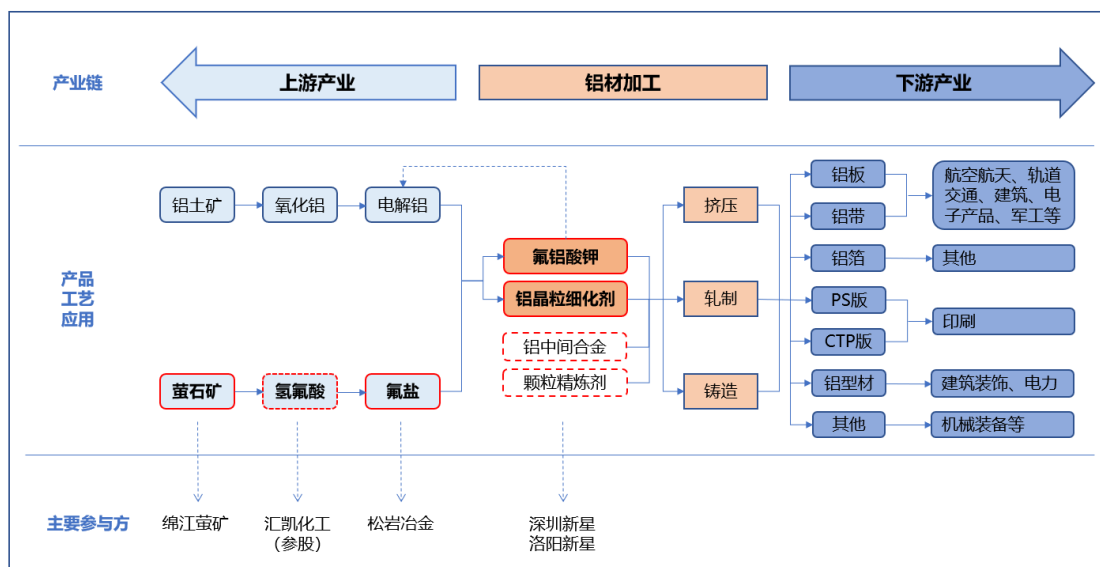 产业链
上游产业
铝材加工
下游产业
产品
工艺
应用
铝土矿
氧化铝
电解铝
萤石矿
氢氟酸
氟盐
氟铝酸钾
铝晶粒细化剂
铝中间合金
颗粒精炼剂
挤压
轧制
铸造
铝板
铝带
铝箔
PS版
CTP版
铝型材
其他
航空航天、轨道
交通、建筑、电
子产品、军工等
其他
印刷
建筑装饰、电力
机械装备等
主要参与方
绵江萤矿
汇凯化工
（参股）
松岩冶金
深圳新星
洛阳新星